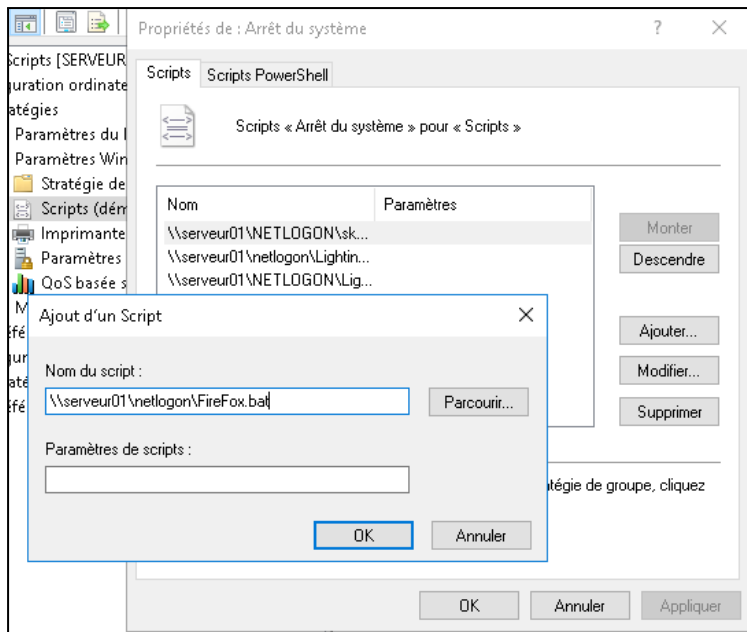 Scripts [SERVEUR
Propriétés de : Arrêt du système
guration ordinate
atégies
Paramètres du l
Paramètres Win
Stratégie de
Scripts (dém
Imprimante
Paramètres
QoS basée s
Scripts
Scripts PowerShell
Scripts « Arrêt du système » pour « Scripts »
Nom
Paramètres
\\serveur01\NETLOGON\sk...
\\serveur01\netlogon\Lightin...
\\serveur01\NETLOGON\Lig...
Monter
Descendre
Ajouter...
Modifier...
Supprimer
Ajout d'un Script
Nom du script :
\\serveur01\netlogon\FireFox.bat
Parcourir...
Paramètres de scripts :
OK
Annuler
atégie de groupe, cliquez
OK
Annuler
Appliquer